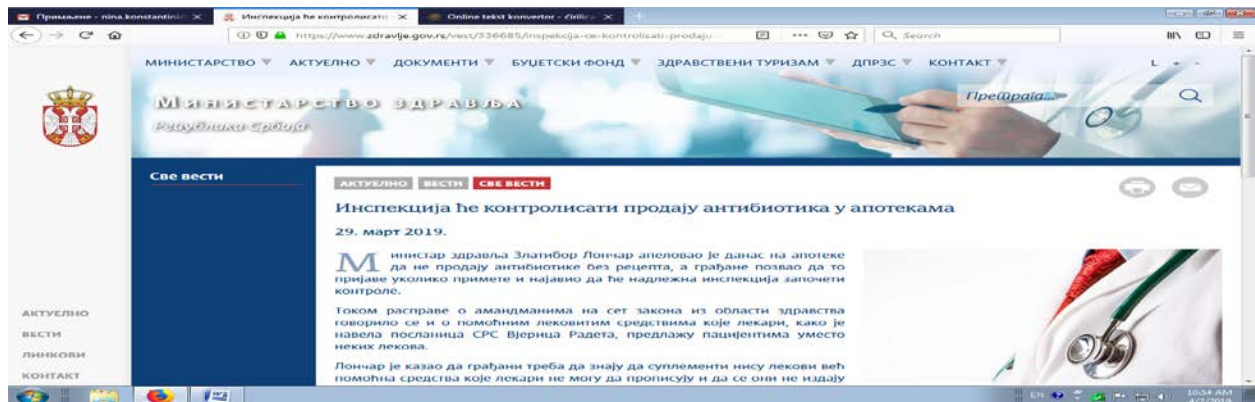 Примљене - nina.konstantinic
Инспекција ће контролисати
Online tekst konvertor - ćirilica
https://www.zdravlje.gov.rs/vest/336685/inspekcija-ce-kontrolisati-prodaju
Search
МИНИСТАРСТВО АКТУЕЛНО ДОКУМЕНТИ БУЏЕТСКИ ФОНД ЗДРАВСТВЕНИ ТУРИЗАМ ДПРЗС КОНТАКТ L + -
Министарство здравља
Република Србија
Претрага...
Све вести
АКТУЕЛНО ВЕСТИ СВЕ ВЕСТИ
Инспекција ће контролисати продају антибиотика у апотекама
29. март 2019.
Министар здравља Златибор Лончар апеловао је данас на апотеке
да не продају антибиотике без рецепта, а грађане позвао да то
пријаве уколико примете и најавио да ће надлежна инспекција започети
контроле.
Током расправе о амандманима на сет закона из области здравства
говорило се и о помоћним лековитим средствима које лекари, како је
навела посланица СРС Вјерица Радета, предлажу пацијентима уместо
неких лекова.
Лончар је казао да грађани треба да знају да суплементи нису лекови већ
помоћна средства које лекари не могу да прописују и да се они не издају
АКТУЕЛНО
ВЕСТИ
ЛИНКОВИ
КОНТАКТ
EN
10:54 AM
4/2/2019